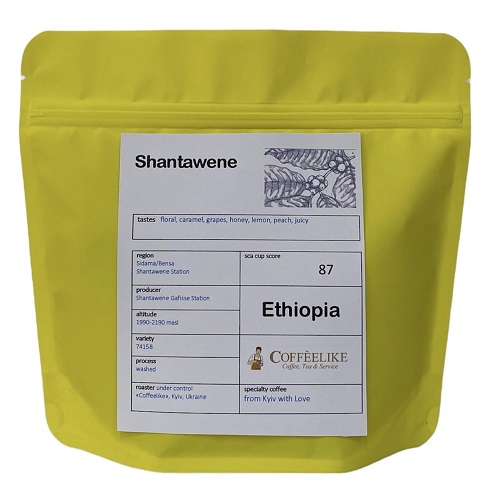 Shantawene
tastes floral, caramel, grapes, honey, lemon, peach, juicy
region
Sidama/Bensa
Shantawene Station
sca cup score
87
producer
Shantawene Gafisse Station
altitude
1990-2190 masl
Ethiopia
variety
74158
process
washed
COFFĖELIKE
Coffee, Tea & Service
roaster under control
«Coffeelike», Kyiv, Ukraine
specialty coffee
from Kyiv with Love